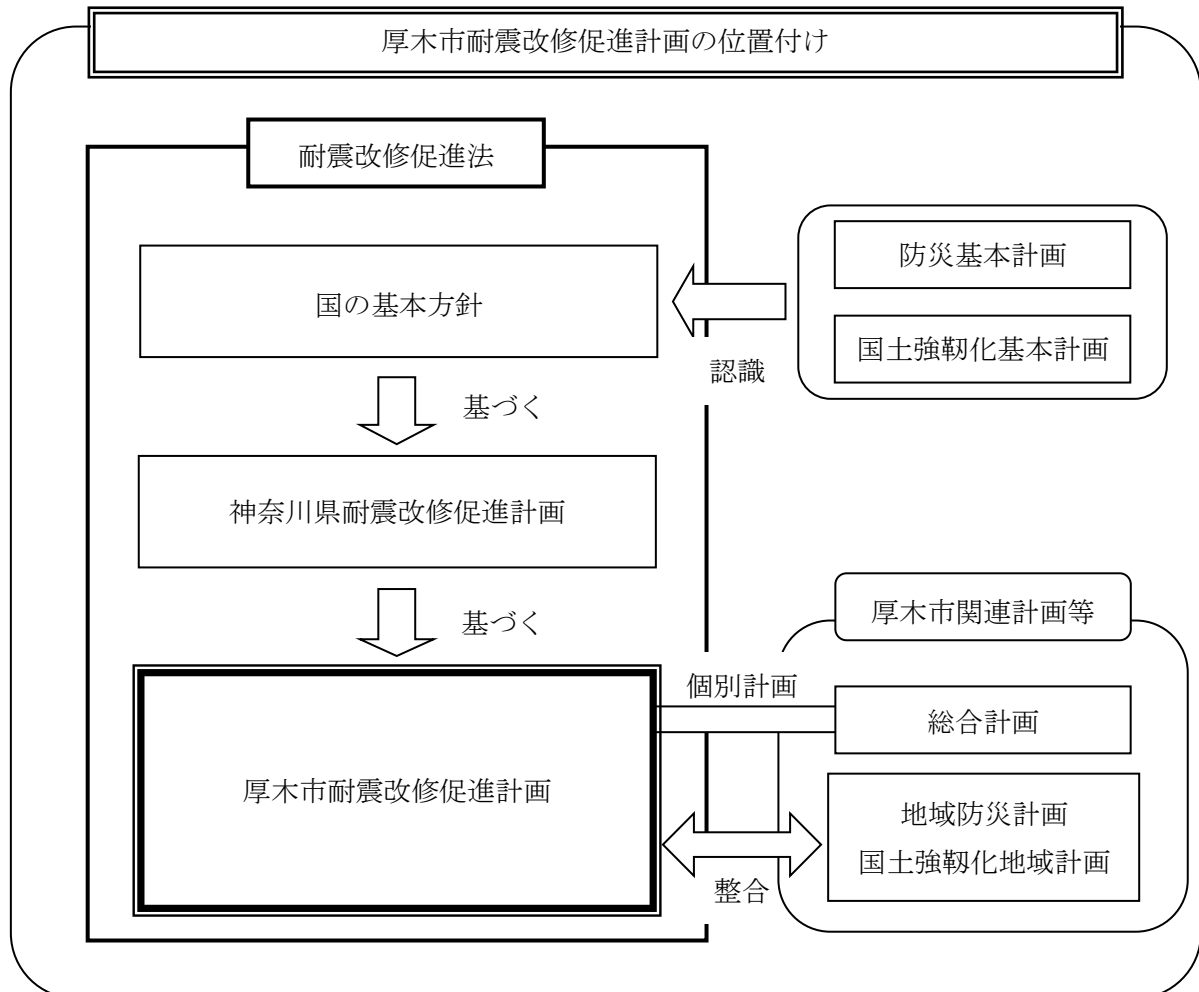 厚木市耐震改修促進計画の位置付け
耐震改修促進法
国の基本方針
防災基本計画
国土強靱化基本計画
認識
基づく
神奈川県耐震改修促進計画
基づく
厚木市関連計画等
個別計画
総合計画
厚木市耐震改修促進計画
地域防災計画
国土強靱化地域計画
整合